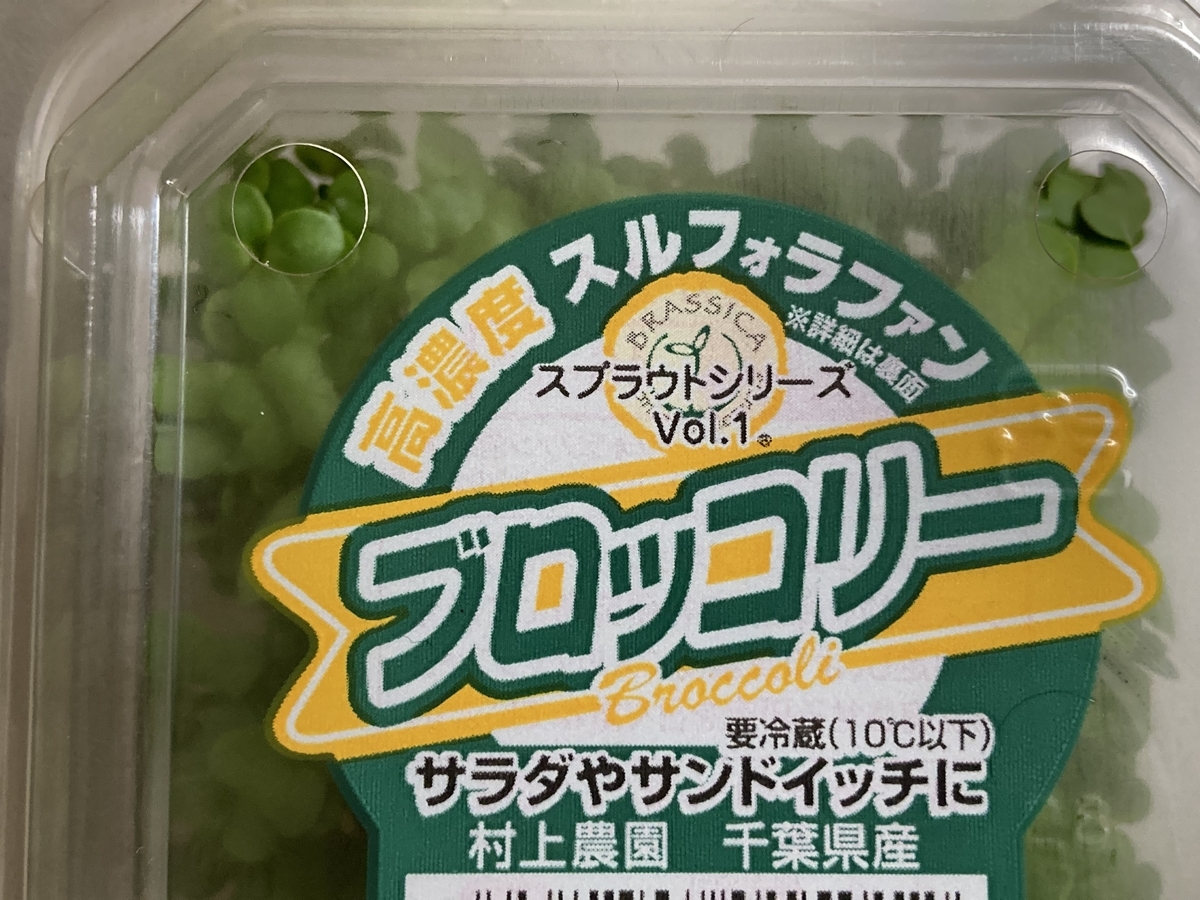 高濃度 スルフォラファン
※詳細は裏面
BRASSICA
スプラウトシリーズ
Vol.1®
ブロッコリー
Broccoli
要冷蔵(10℃以下)
サラダやサンドイッチに
村上農園 千葉県産